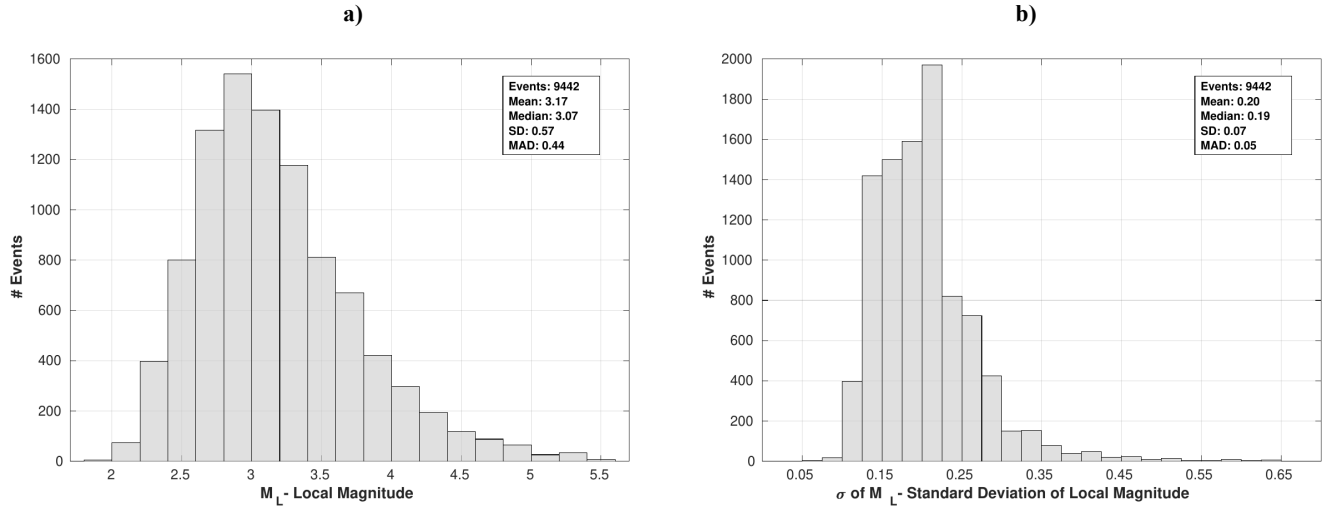 a)
1600
1400
1200
1000
800
600
400
200
0
# Events
Events: 9442
Mean: 3.17
Median: 3.07
SD: 0.57
MAD: 0.44
2 2.5 3 3.5 4 4.5 5 5.5
M_L- Local Magnitude
b)
2000
1800
1600
1400
1200
1000
800
600
400
200
0
# Events
Events: 9442
Mean: 0.20
Median: 0.19
SD: 0.07
MAD: 0.05
0.05 0.15 0.25 0.35 0.45 0.55 0.65
σ of M_L- Standard Deviation of Local Magnitude